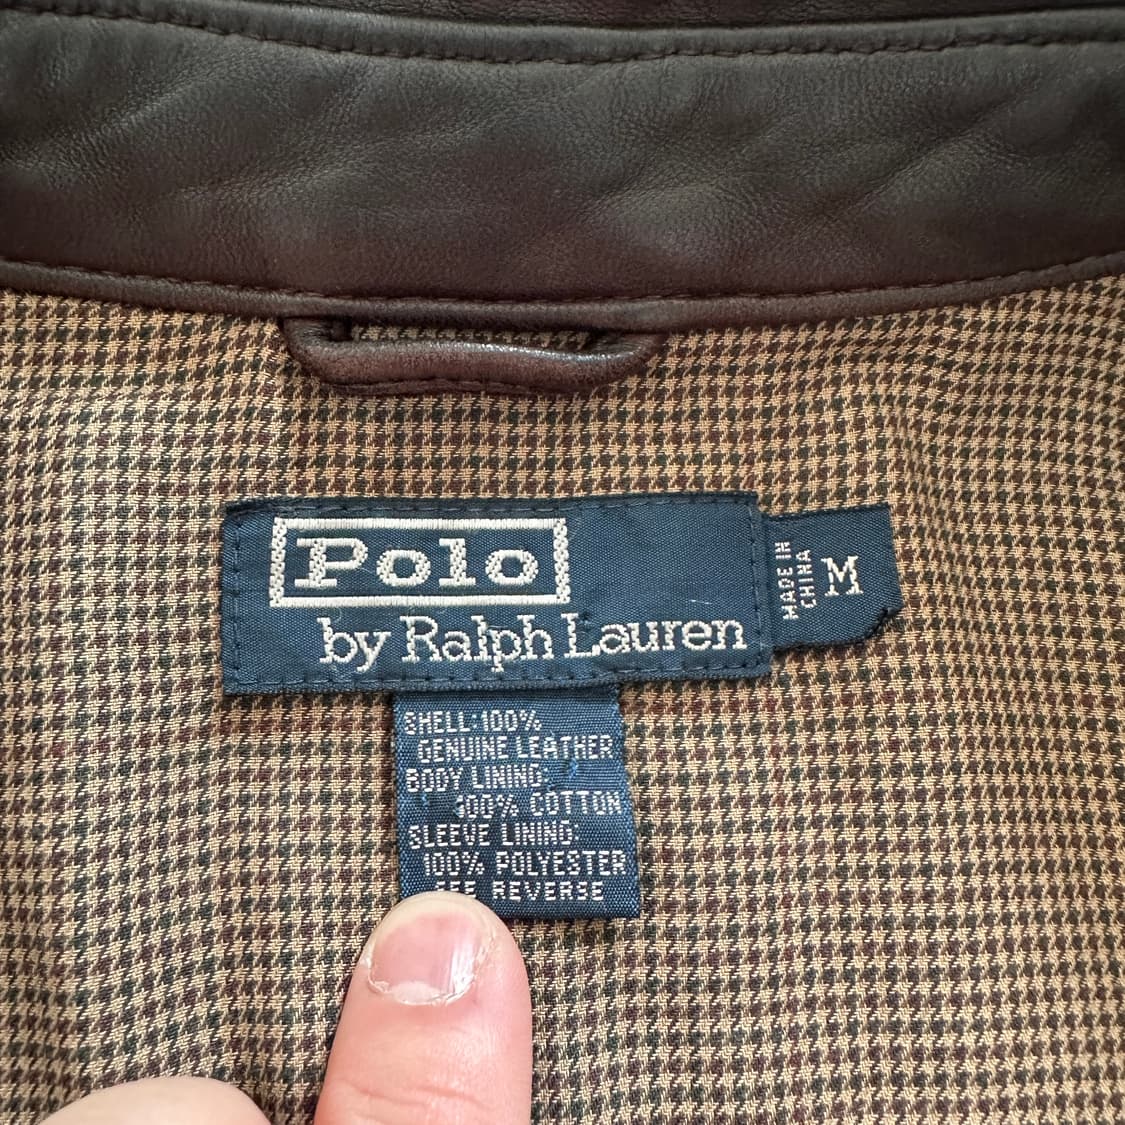 Polo
by Ralph Lauren
MADE IN
CHINA
M
SHELL:100%
GENUINE LEATHER
BODY LINING:
100% COTTON
SLEEVE LINING:
100% POLYESTER
SEE REVERSE